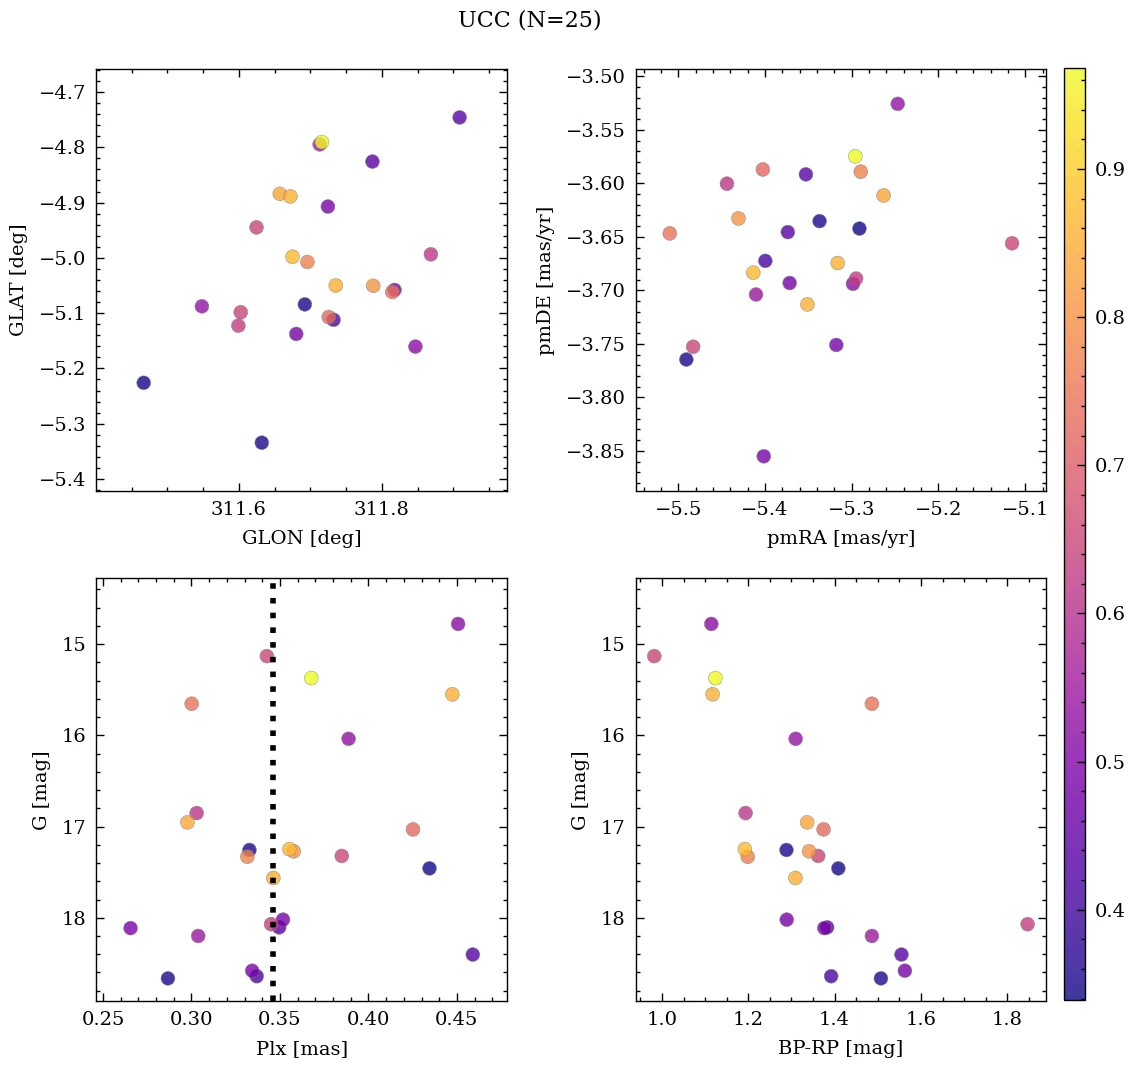 UCC (N=25)
−4.7
−4.8
−4.9
−5.0
−5.1
−5.2
−5.3
−5.4
GLAT [deg]
311.6 311.8
GLON [deg]
−3.50
−3.55
−3.60
−3.65
−3.70
−3.75
−3.80
−3.85
pmDE [mas/yr]
−5.5 −5.4 −5.3 −5.2 −5.1
pmRA [mas/yr]
0.9
0.8
0.7
0.6
0.5
0.4
15
16
17
18
G [mag]
0.25 0.30 0.35 0.40 0.45
Plx [mas]
15
16
17
18
G [mag]
1.0 1.2 1.4 1.6 1.8
BP-RP [mag]